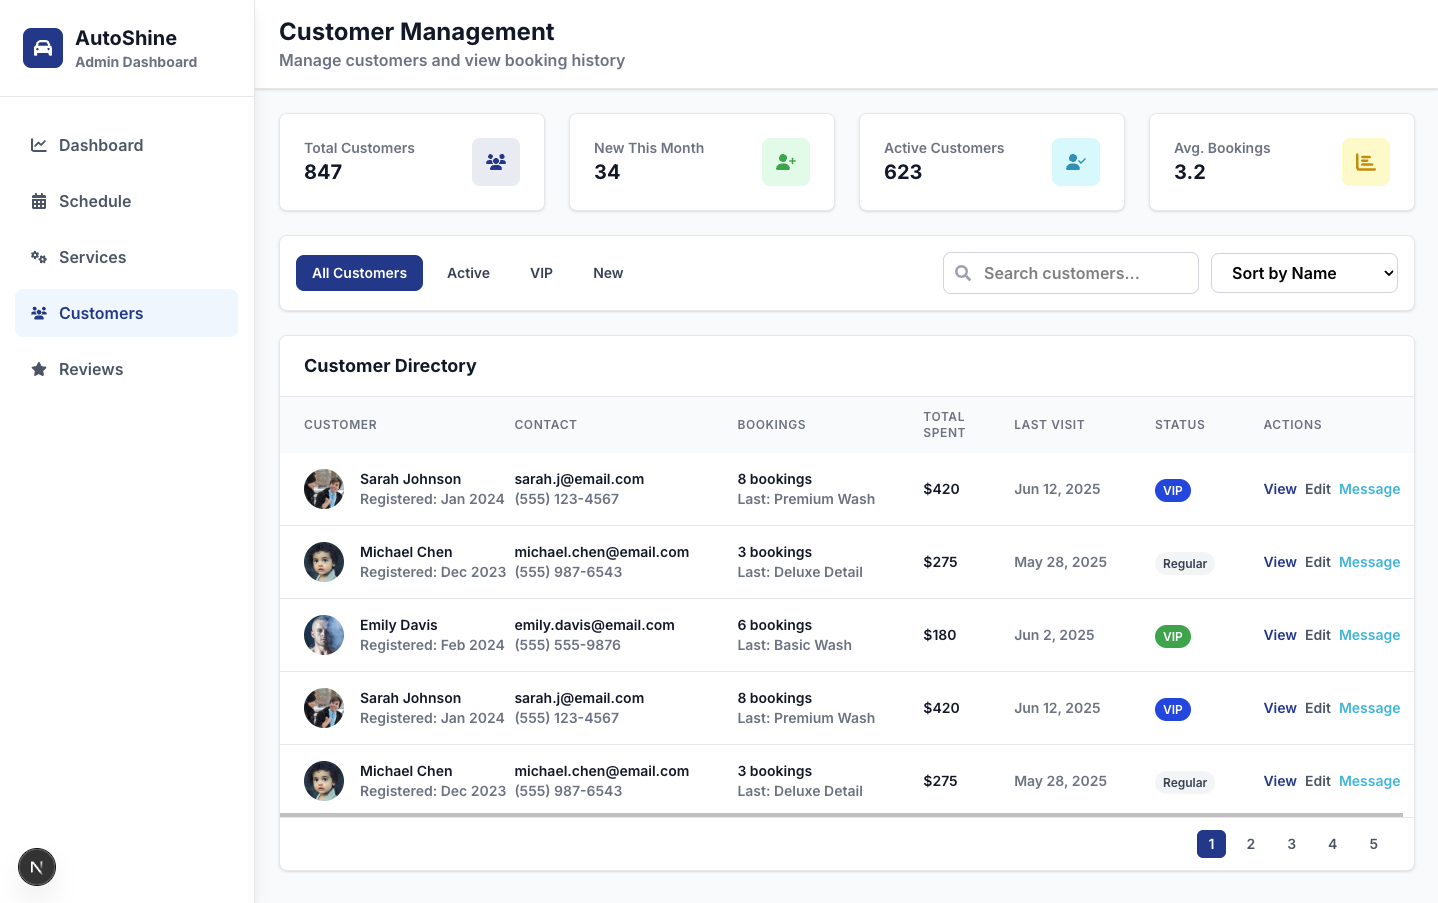 AutoShine
Admin Dashboard
Dashboard
Schedule
Services
Customers
Reviews
N
Customer Management
Manage customers and view booking history
Total Customers
847
New This Month
34
Active Customers
623
Avg. Bookings
3.2
All Customers Active VIP New Search customers... Sort by Name
Customer Directory
CUSTOMER CONTACT BOOKINGS TOTAL SPENT LAST VISIT STATUS ACTIONS
Sarah Johnson sarah.j@email.com 8 bookings $420 Jun 12, 2025 VIP View Edit Message
Registered: Jan 2024 (555) 123-4567 Last: Premium Wash
Michael Chen michael.chen@email.com 3 bookings $275 May 28, 2025 Regular View Edit Message
Registered: Dec 2023 (555) 987-6543 Last: Deluxe Detail
Emily Davis emily.davis@email.com 6 bookings $180 Jun 2, 2025 VIP View Edit Message
Registered: Feb 2024 (555) 555-9876 Last: Basic Wash
Sarah Johnson sarah.j@email.com 8 bookings $420 Jun 12, 2025 VIP View Edit Message
Registered: Jan 2024 (555) 123-4567 Last: Premium Wash
Michael Chen michael.chen@email.com 3 bookings $275 May 28, 2025 Regular View Edit Message
Registered: Dec 2023 (555) 987-6543 Last: Deluxe Detail
1 2 3 4 5